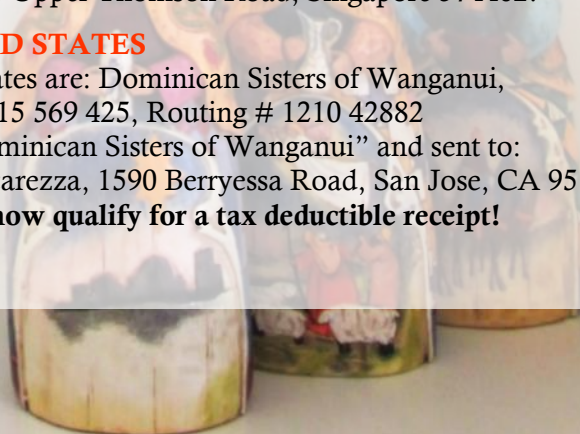 D STATES
tes are: Dominican Sisters of Wanganui,
15 569 425, Routing # 1210 42882
minican Sisters of Wanganui” and sent to:
arezza, 1590 Berryessa Road, San Jose, CA 95
now qualify for a tax deductible receipt!